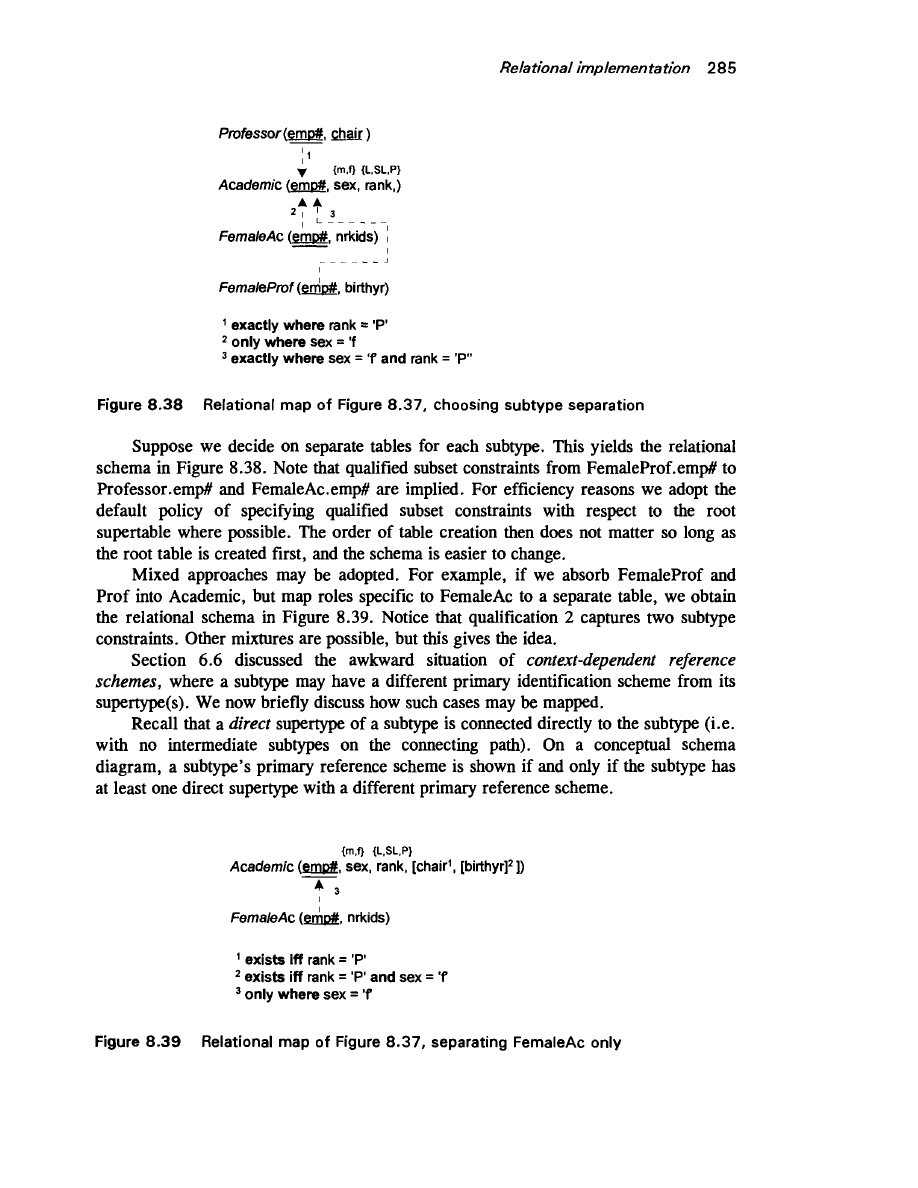 Relational implementation 285
Professor (emp#, chair )
1
{m,f} {L,SL,P}
Academic (emp#, sex, rank,)
2 3
FemaleAc (emp#, nrkids)
FemaleProf (emp#, birthyr)
1 exactly where rank = 'P'
2 only where sex = 'f
3 exactly where sex = 'f' and rank = 'P''
Figure 8.38 Relational map of Figure 8.37, choosing subtype separation
Suppose we decide on separate tables for each subtype. This yields the relational
schema in Figure 8.38. Note that qualified subset constraints from FemaleProf.emp# to
Professor.emp# and FemaleAc.emp# are implied. For efficiency reasons we adopt the
default policy of specifying qualified subset constraints with respect to the root
supertable where possible. The order of table creation then does not matter so long as
the root table is created first, and the schema is easier to change.
Mixed approaches may be adopted. For example, if we absorb FemaleProf and
Prof into Academic, but map roles specific to FemaleAc to a separate table, we obtain
the relational schema in Figure 8.39. Notice that qualification 2 captures two subtype
constraints. Other mixtures are possible, but this gives the idea.
Section 6.6 discussed the awkward situation of context-dependent reference
schemes, where a subtype may have a different primary identification scheme from its
supertype(s). We now briefly discuss how such cases may be mapped.
Recall that a direct supertype of a subtype is connected directly to the subtype (i.e.
with no intermediate subtypes on the connecting path). On a conceptual schema
diagram, a subtype's primary reference scheme is shown if and only if the subtype has
at least one direct supertype with a different primary reference scheme.
{m,f} {L,SL,P}
Academic (emp#, sex, rank, [chair1, [birthyr]2 ])
3
FemaleAc (emp#, nrkids)
1 exists iff rank = 'P'
2 exists iff rank = 'P' and sex = 'f'
3 only where sex = 'f'
Figure 8.39 Relational map of Figure 8.37, separating FemaleAc only